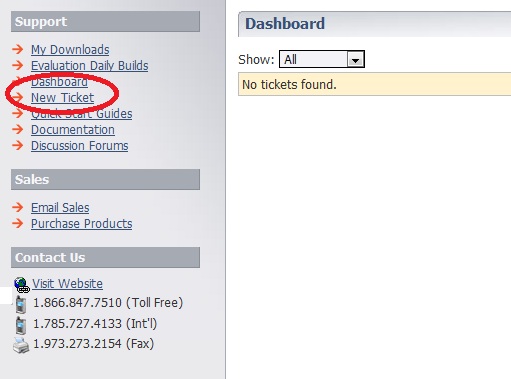 Support
My Downloads
Evaluation Daily Builds
Dashboard
New Ticket
Quick Start Guides
Documentation
Discussion Forums
Sales
Email Sales
Purchase Products
Contact Us
Visit Website
1.866.847.7510 (Toll Free)
1.785.727.4133 (Int'l)
1.973.273.2154 (Fax)
Dashboard
Show: All
No tickets found.